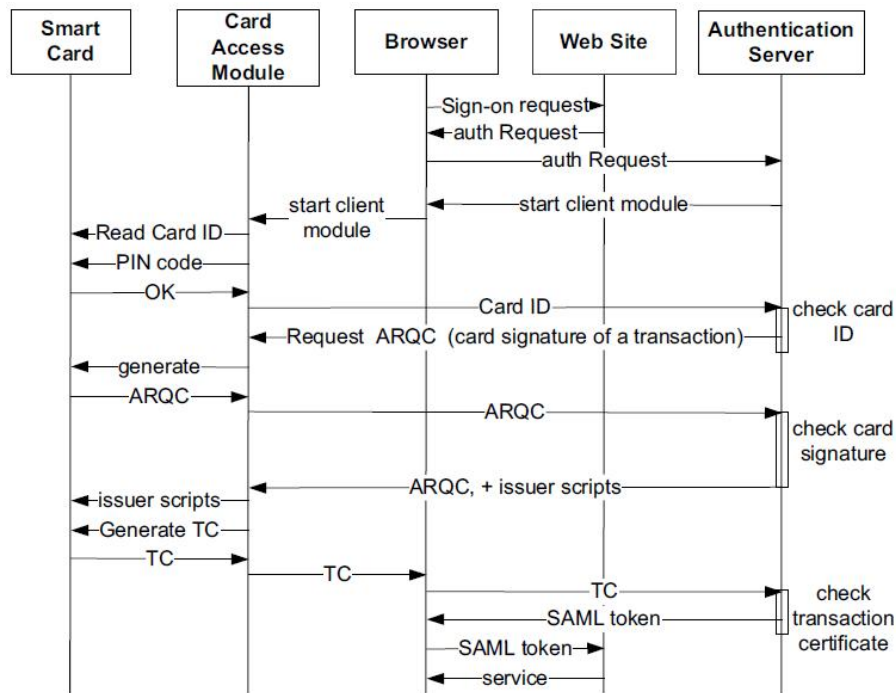 Smart
Card
Card
Access
Module
Browser
Web Site
Authentication
Server
Sign-on request
auth Request
auth Request
start client module
start client
module
Read Card ID
PIN code
OK
Card ID
check card
ID
Request ARQC (card signature of a transaction)
generate
ARQC
ARQC
check card
signature
ARQC, + issuer scripts
issuer scripts
Generate TC
TC
TC
TC
check
transaction
certificate
SAML token
SAML token
service